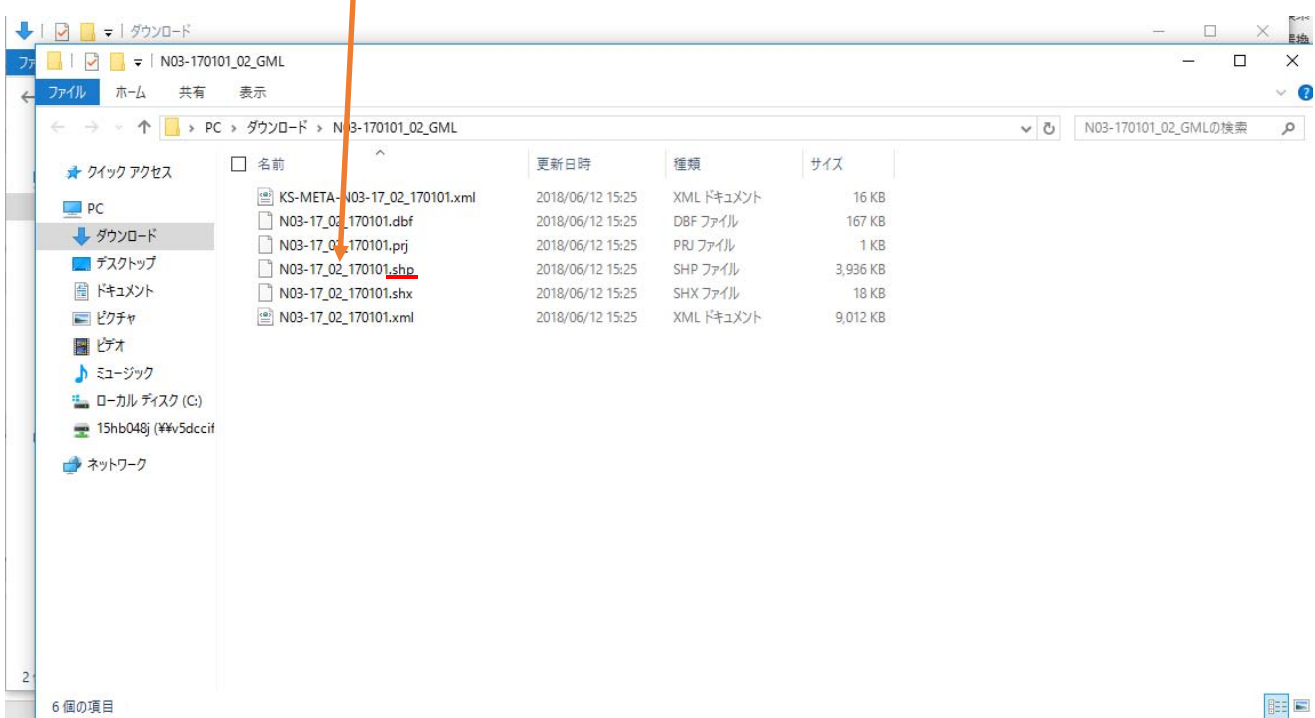 ダウンロード
N03-170101_02_GML
ファイル ホーム 共有 表示
PC › ダウンロード › N03-170101_02_GML
N03-170101_02_GMLの検索
クイック アクセス
PC
ダウンロード
デスクトップ
ドキュメント
ピクチャ
ビデオ
ミュージック
ローカル ディスク (C:)
15hb048j (¥¥v5dccif
ネットワーク
名前 更新日時 種類 サイズ
KS-META-N03-17_02_170101.xml 2018/06/12 15:25 XML ドキュメント 16 KB
N03-17_02_170101.dbf 2018/06/12 15:25 DBF ファイル 167 KB
N03-17_02_170101.prj 2018/06/12 15:25 PRJ ファイル 1 KB
N03-17_02_170101.shp 2018/06/12 15:25 SHP ファイル 3,936 KB
N03-17_02_170101.shx 2018/06/12 15:25 SHX ファイル 18 KB
N03-17_02_170101.xml 2018/06/12 15:25 XML ドキュメント 9,012 KB
6 個の項目